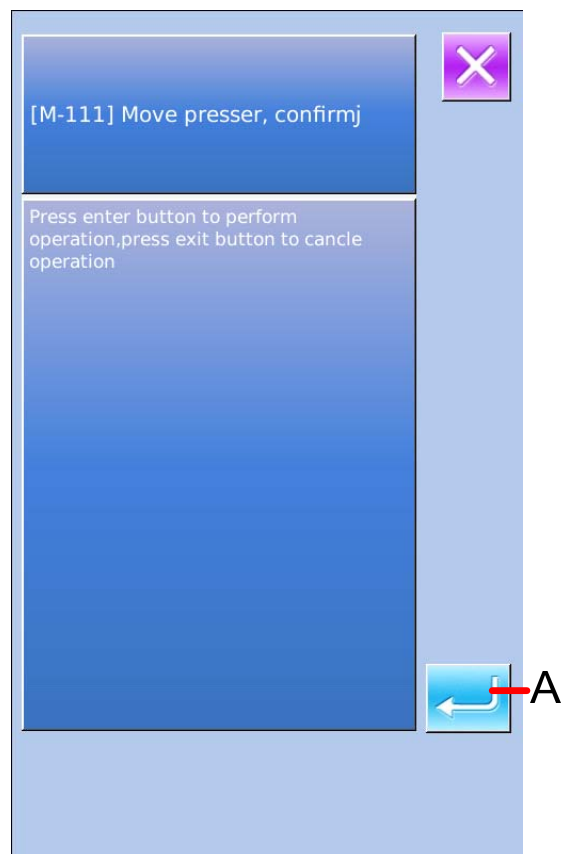 [M-111] Move presser, confirmj
Press enter button to perform
operation,press exit button to cancle
operation
A